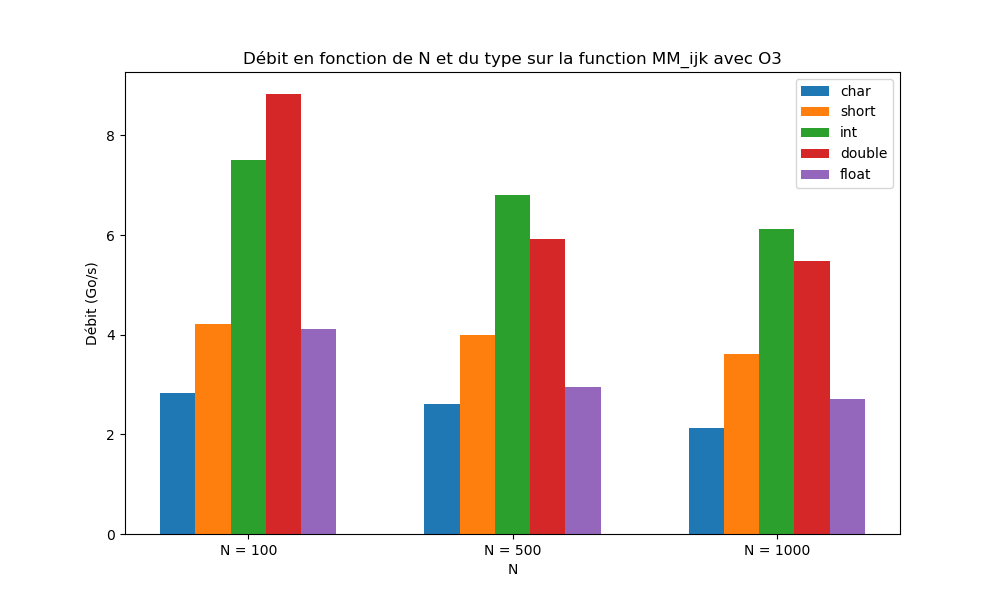 Débit en fonction de N et du type sur la function MM_ijk avec O3
char
short
int
double
float
Débit (Go/s)
8
6
4
2
0
N = 100
N = 500
N = 1000
N